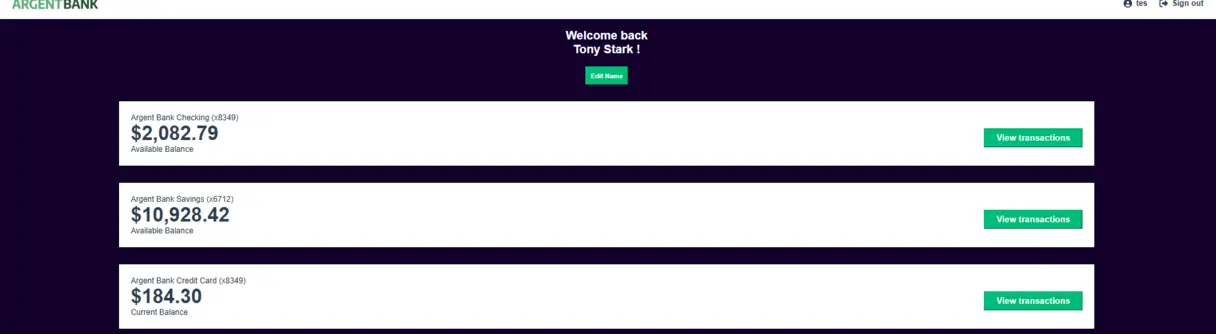 ARGENTBANK
tes Sign out
Welcome back
Tony Stark !
Edit Name
Argent Bank Checking (x8349)
$2,082.79
Available Balance
View transactions
Argent Bank Savings (x6712)
$10,928.42
Available Balance
View transactions
Argent Bank Credit Card (x8349)
$184.30
Current Balance
View transactions